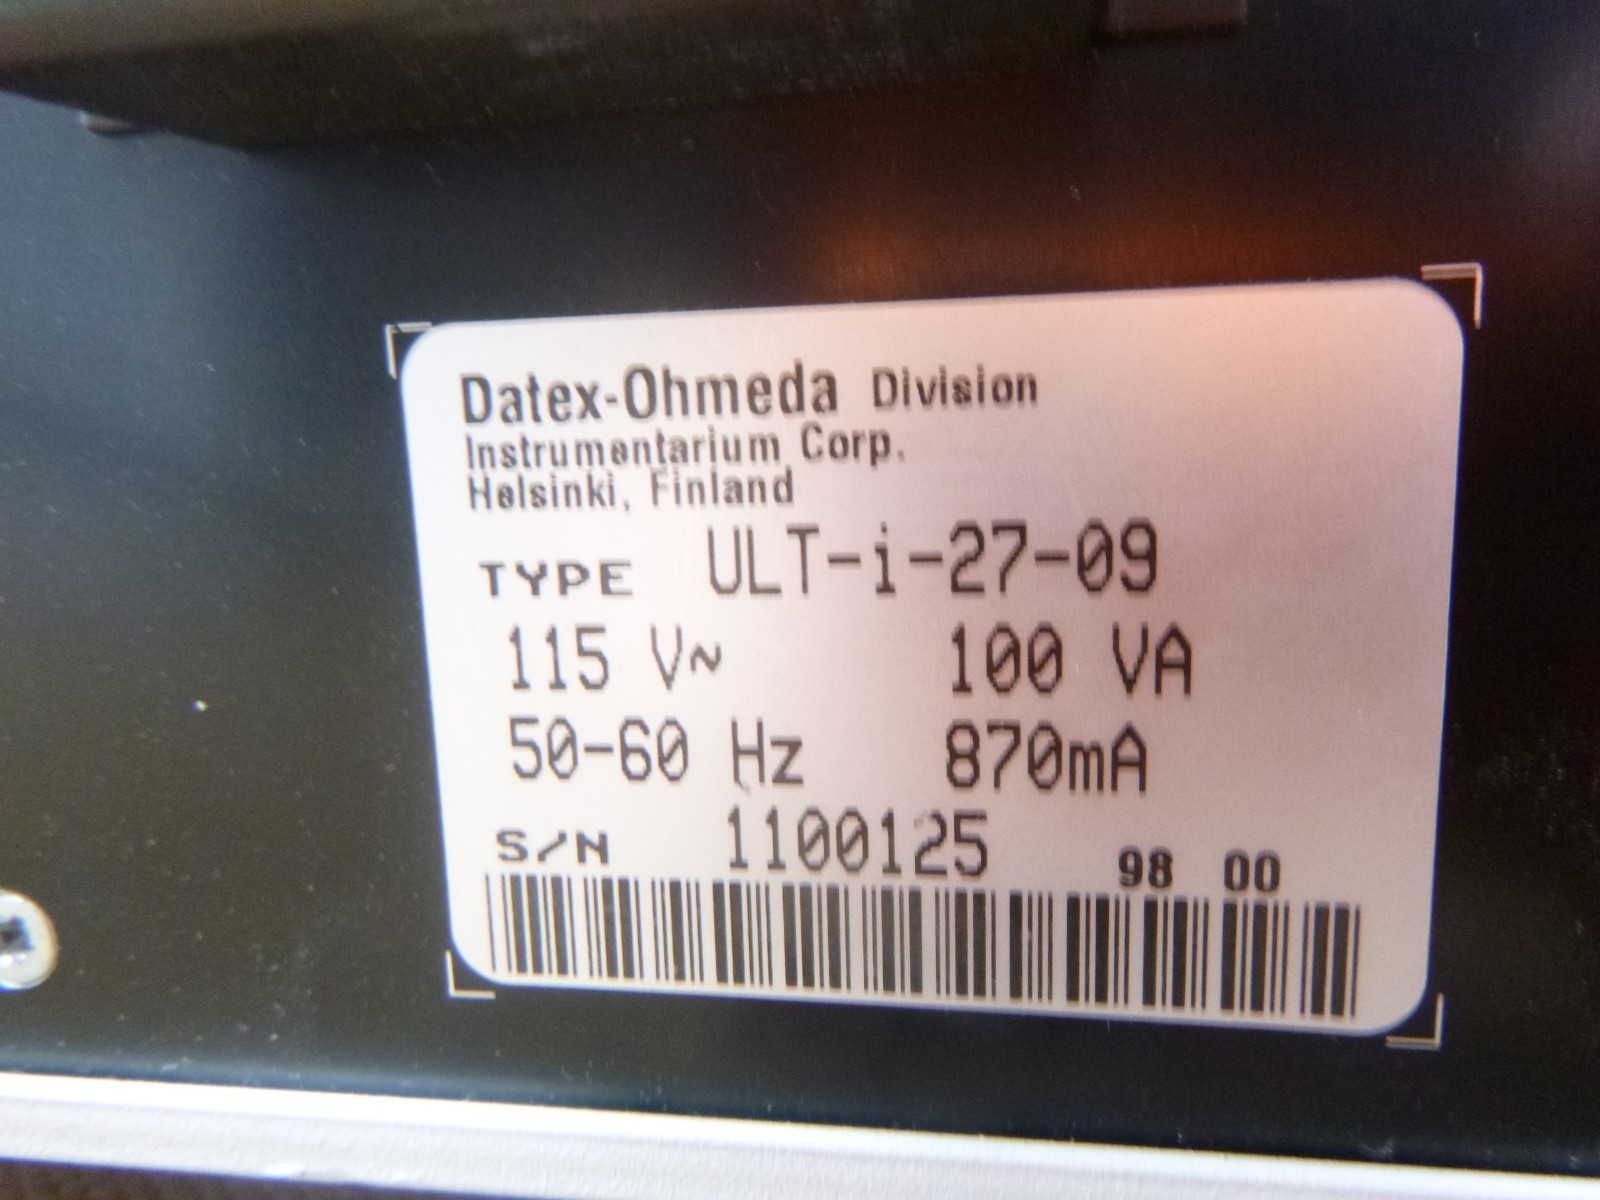 Datex-Ohmeda Division
Instrumentarium Corp.
Helsinki, Finland
TYPE ULT-i-27-09
115 V~ 100 VA
50-60 Hz 870mA
S/N 1100125 98 00